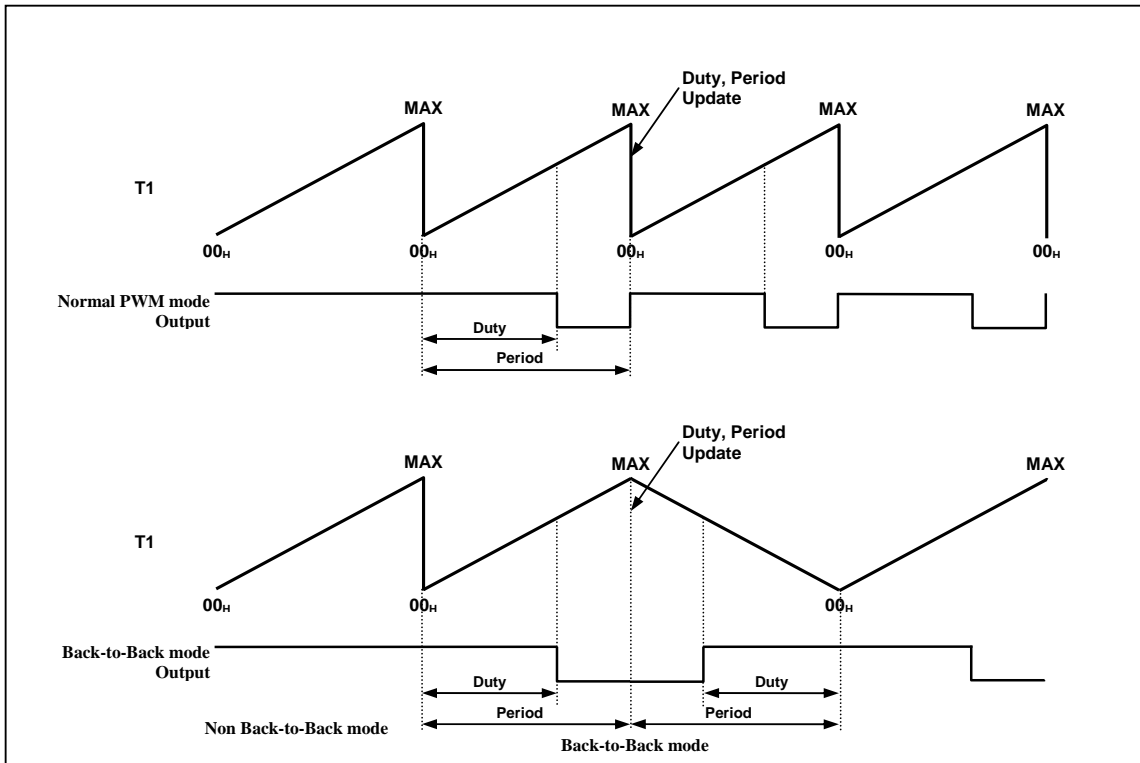 Duty, Period
Update
MAX MAX MAX MAX
T1
00H 00H 00H 00H 00H
Normal PWM mode
Output
Duty
Period
Duty, Period
Update
MAX MAX MAX
T1
00H 00H 00H
Back-to-Back mode
Output
Duty Duty
Period Period
Non Back-to-Back mode
Back-to-Back mode